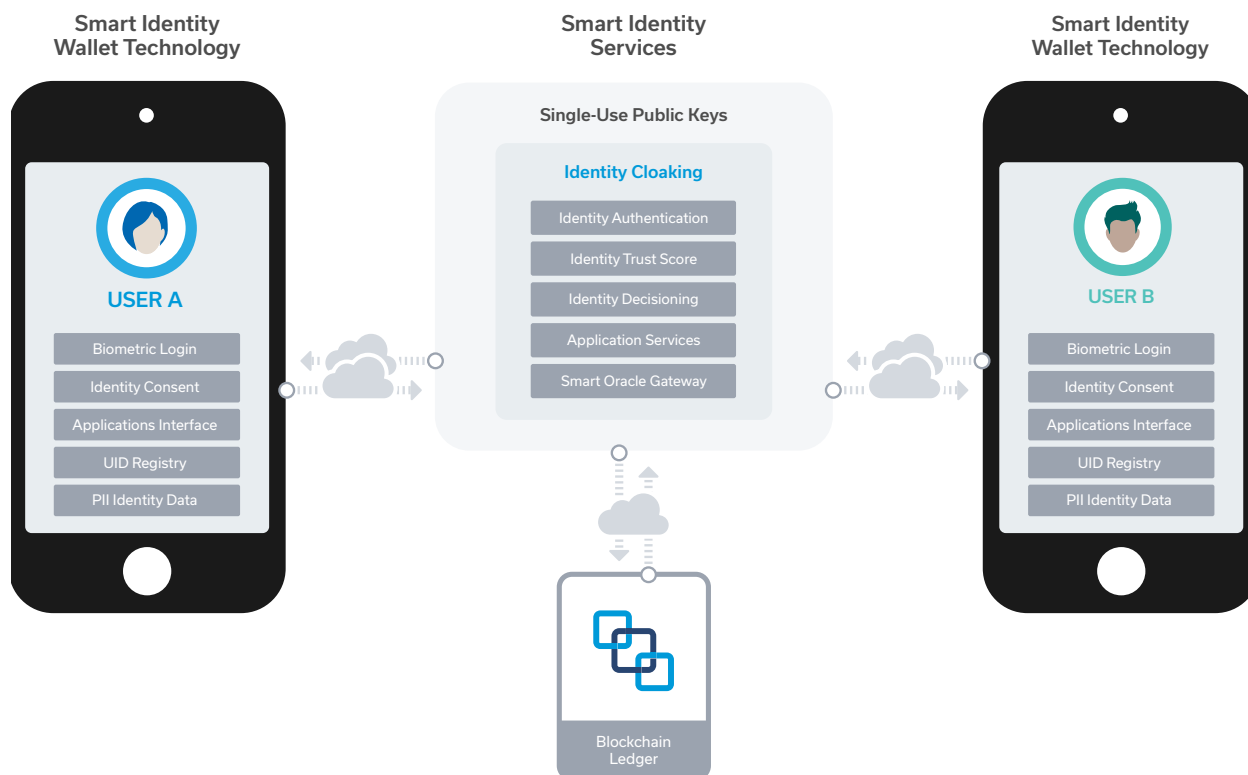 Smart Identity
Wallet Technology
USER A
Biometric Login
Identity Consent
Applications Interface
UID Registry
PII Identity Data
Smart Identity
Services
Single-Use Public Keys
Identity Cloaking
Identity Authentication
Identity Trust Score
Identity Decisioning
Application Services
Smart Oracle Gateway
Blockchain
Ledger
Smart Identity
Wallet Technology
USER B
Biometric Login
Identity Consent
Applications Interface
UID Registry
PII Identity Data